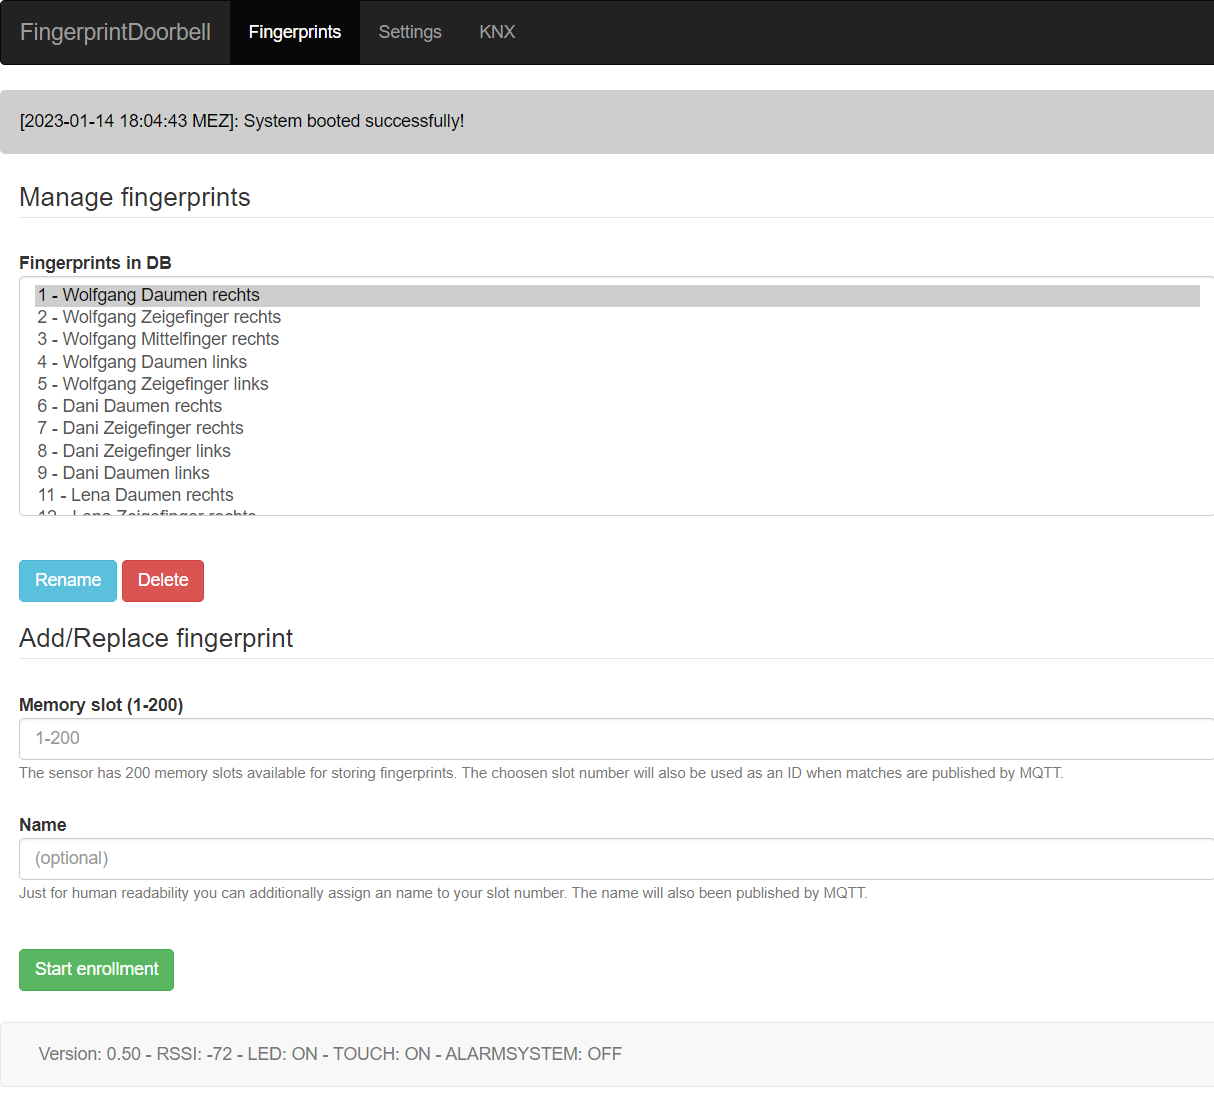 FingerprintDoorbell Fingerprints Settings KNX
[2023-01-14 18:04:43 MEZ]: System booted successfully!
Manage fingerprints
Fingerprints in DB
1 - Wolfgang Daumen rechts
2 - Wolfgang Zeigefinger rechts
3 - Wolfgang Mittelfinger rechts
4 - Wolfgang Daumen links
5 - Wolfgang Zeigefinger links
6 - Dani Daumen rechts
7 - Dani Zeigefinger rechts
8 - Dani Zeigefinger links
9 - Dani Daumen links
11 - Lena Daumen rechts
12 - Lena Zeigefinger rechts
Rename Delete
Add/Replace fingerprint
Memory slot (1-200)
1-200
The sensor has 200 memory slots available for storing fingerprints. The choosen slot number will also be used as an ID when matches are published by MQTT.
Name
(optional)
Just for human readability you can additionally assign an name to your slot number. The name will also been published by MQTT.
Start enrollment
Version: 0.50 - RSSI: -72 - LED: ON - TOUCH: ON - ALARMSYSTEM: OFF